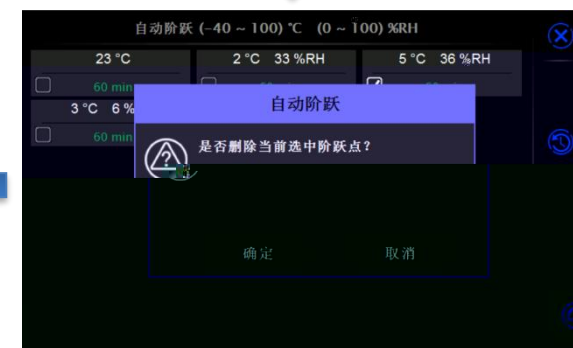 自动阶跃 (-40 ~ 100) ℃ (0 ~ 100) %RH
23 ℃
2 ℃ 33 %RH
5 ℃ 36 %RH
60 min
3 ℃ 6 %
60 min
自动阶跃
是否删除当前选中阶跃点?
确定
取消